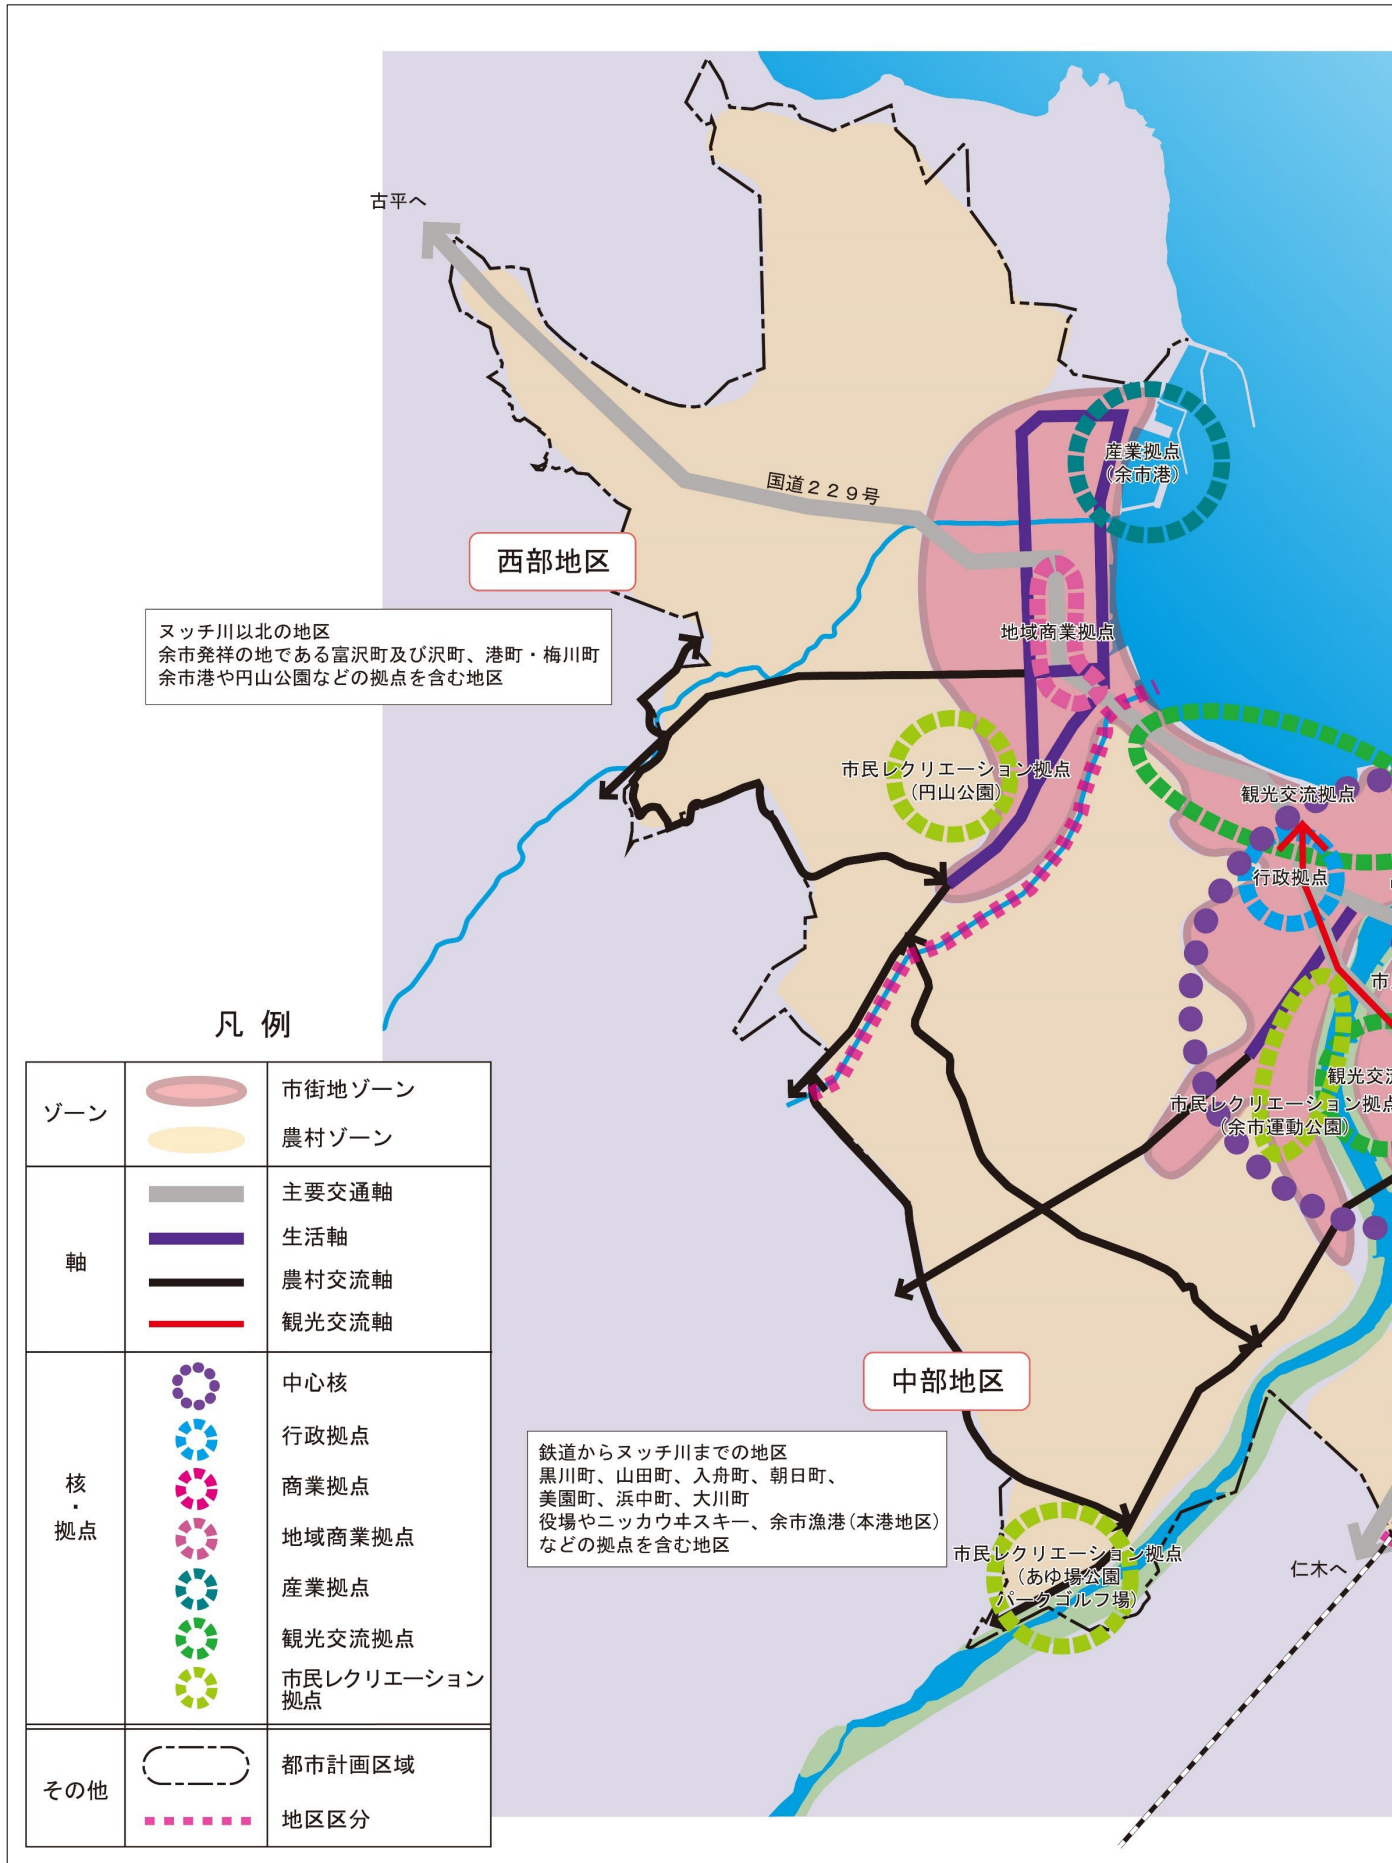 古平へ
国道229号
産業拠点
(余市港)
西部地区
ヌッチ川以北の地区
余市発祥の地である富沢町及び沢町、港町・梅川町
余市港や円山公園などの拠点を含む地区
地域商業拠点
市民レクリエーション拠点
(円山公園)
観光交流拠点
行政拠点
市
観光交流
市民レクリエーション拠点
(余市運動公園)
中部地区
鉄道からヌッチ川までの地区
黒川町、山田町、入舟町、朝日町、
美園町、浜中町、大川町
役場やニッカウヰスキー、余市漁港(本港地区)
などの拠点を含む地区
市民レクリエーション拠点
(あゆ場公園
パークゴルフ場)
仁木へ
凡 例
ゾーン
市街地ゾーン
農村ゾーン
軸
主要交通軸
生活軸
農村交流軸
観光交流軸
核・拠点
中心核
行政拠点
商業拠点
地域商業拠点
産業拠点
観光交流拠点
市民レクリエーション
拠点
その他
都市計画区域
地区区分